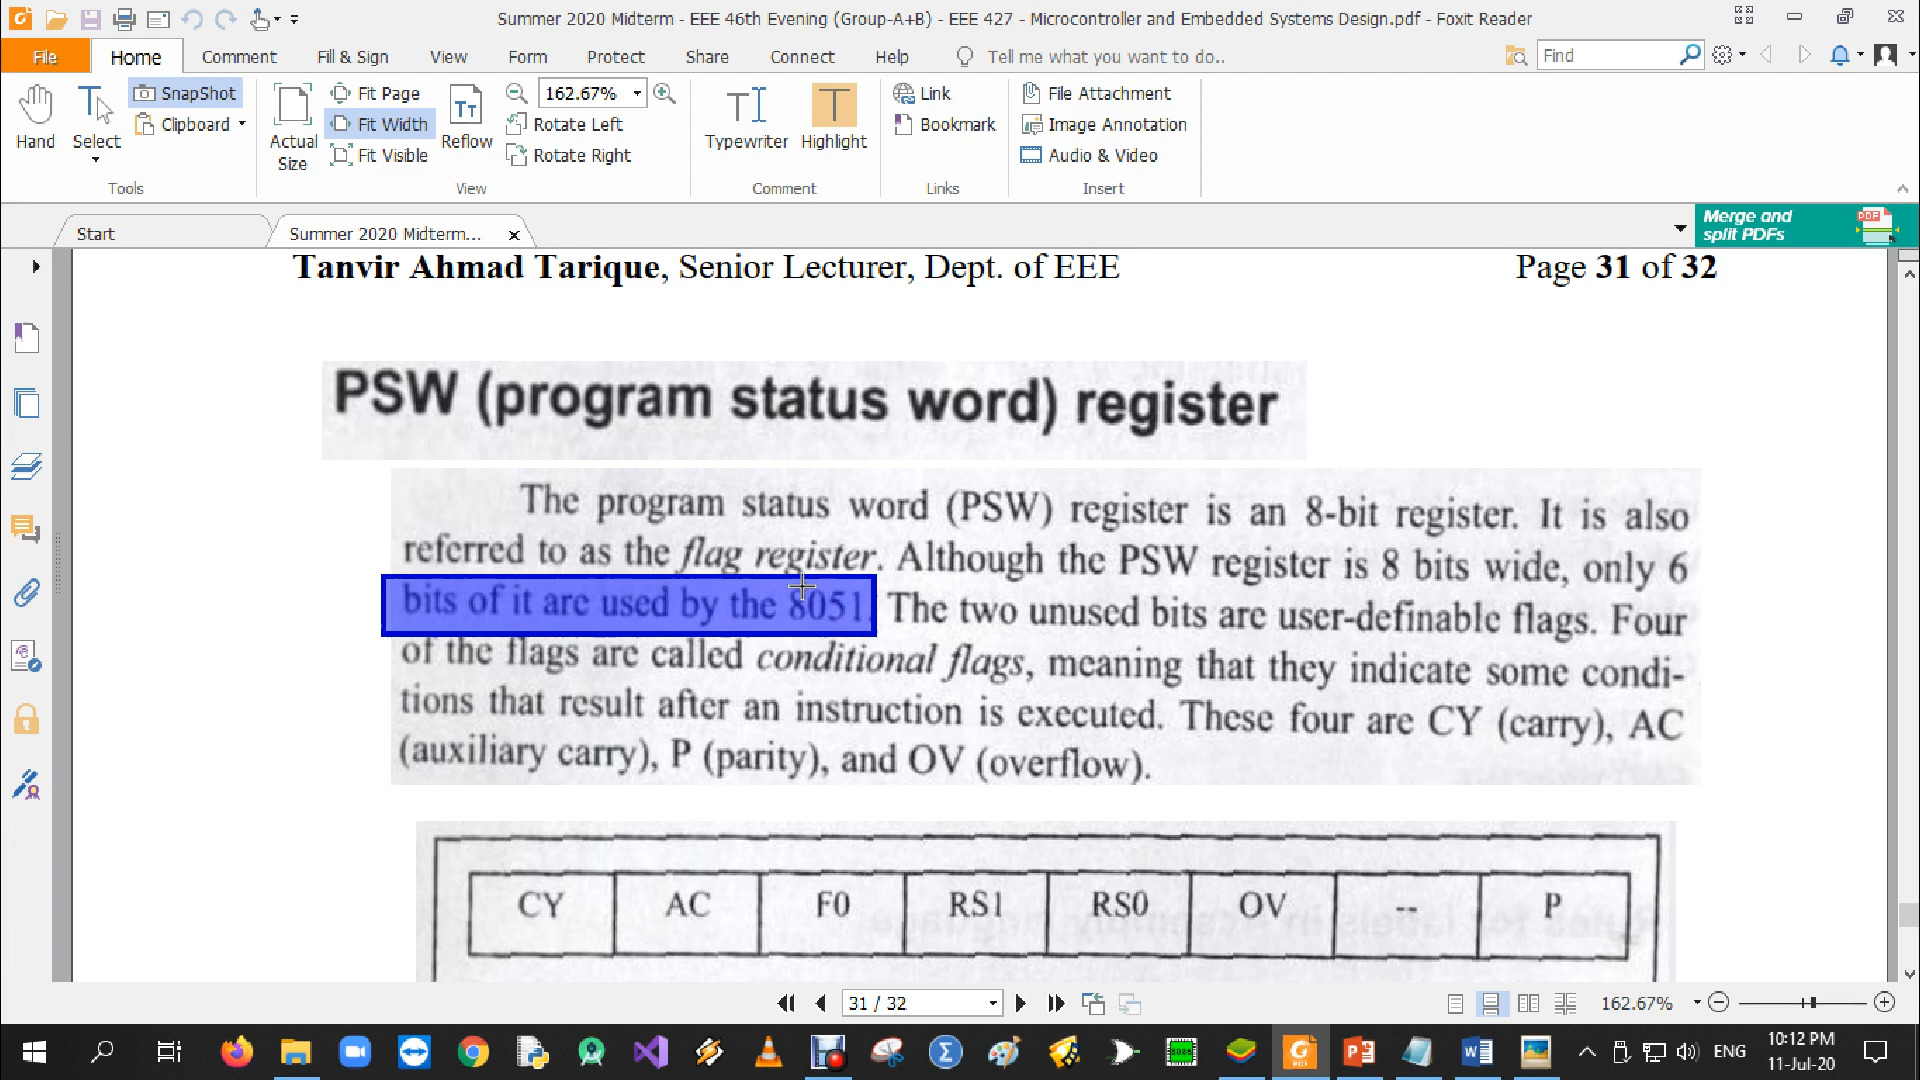 Summer 2020 Midterm - EEE 46th Evening (Group-A+B) - EEE 427 - Microcontroller and Embedded Systems Design.pdf - Foxit Reader
File Home Comment Fill & Sign View Form Protect Share Connect Help Tell me what you want to do.. Find
SnapShot Fit Page 162.67% Link File Attachment
Clipboard Fit Width Rotate Left Bookmark Image Annotation
Hand Select Actual Size Reflow Typewriter Highlight
Fit Visible Rotate Right Audio & Video
Tools View Comment Links Insert
Start Summer 2020 Midterm...
Merge and
split PDFs
PDF
Tanvir Ahmad Tarique, Senior Lecturer, Dept. of EEE Page 31 of 32
PSW (program status word) register
The program status word (PSW) register is an 8-bit register. It is also
referred to as the flag register. Although the PSW register is 8 bits wide, only 6
bits of it are used by the 8051. The two unused bits are user-definable flags. Four
of the flags are called conditional flags, meaning that they indicate some condi-
tions that result after an instruction is executed. These four are CY (carry), AC
(auxiliary carry), P (parity), and OV (overflow).
CY AC F0 RS1 RS0 OV -- P
31 / 32 162.67%
ENG
10:12 PM
11-Jul-20